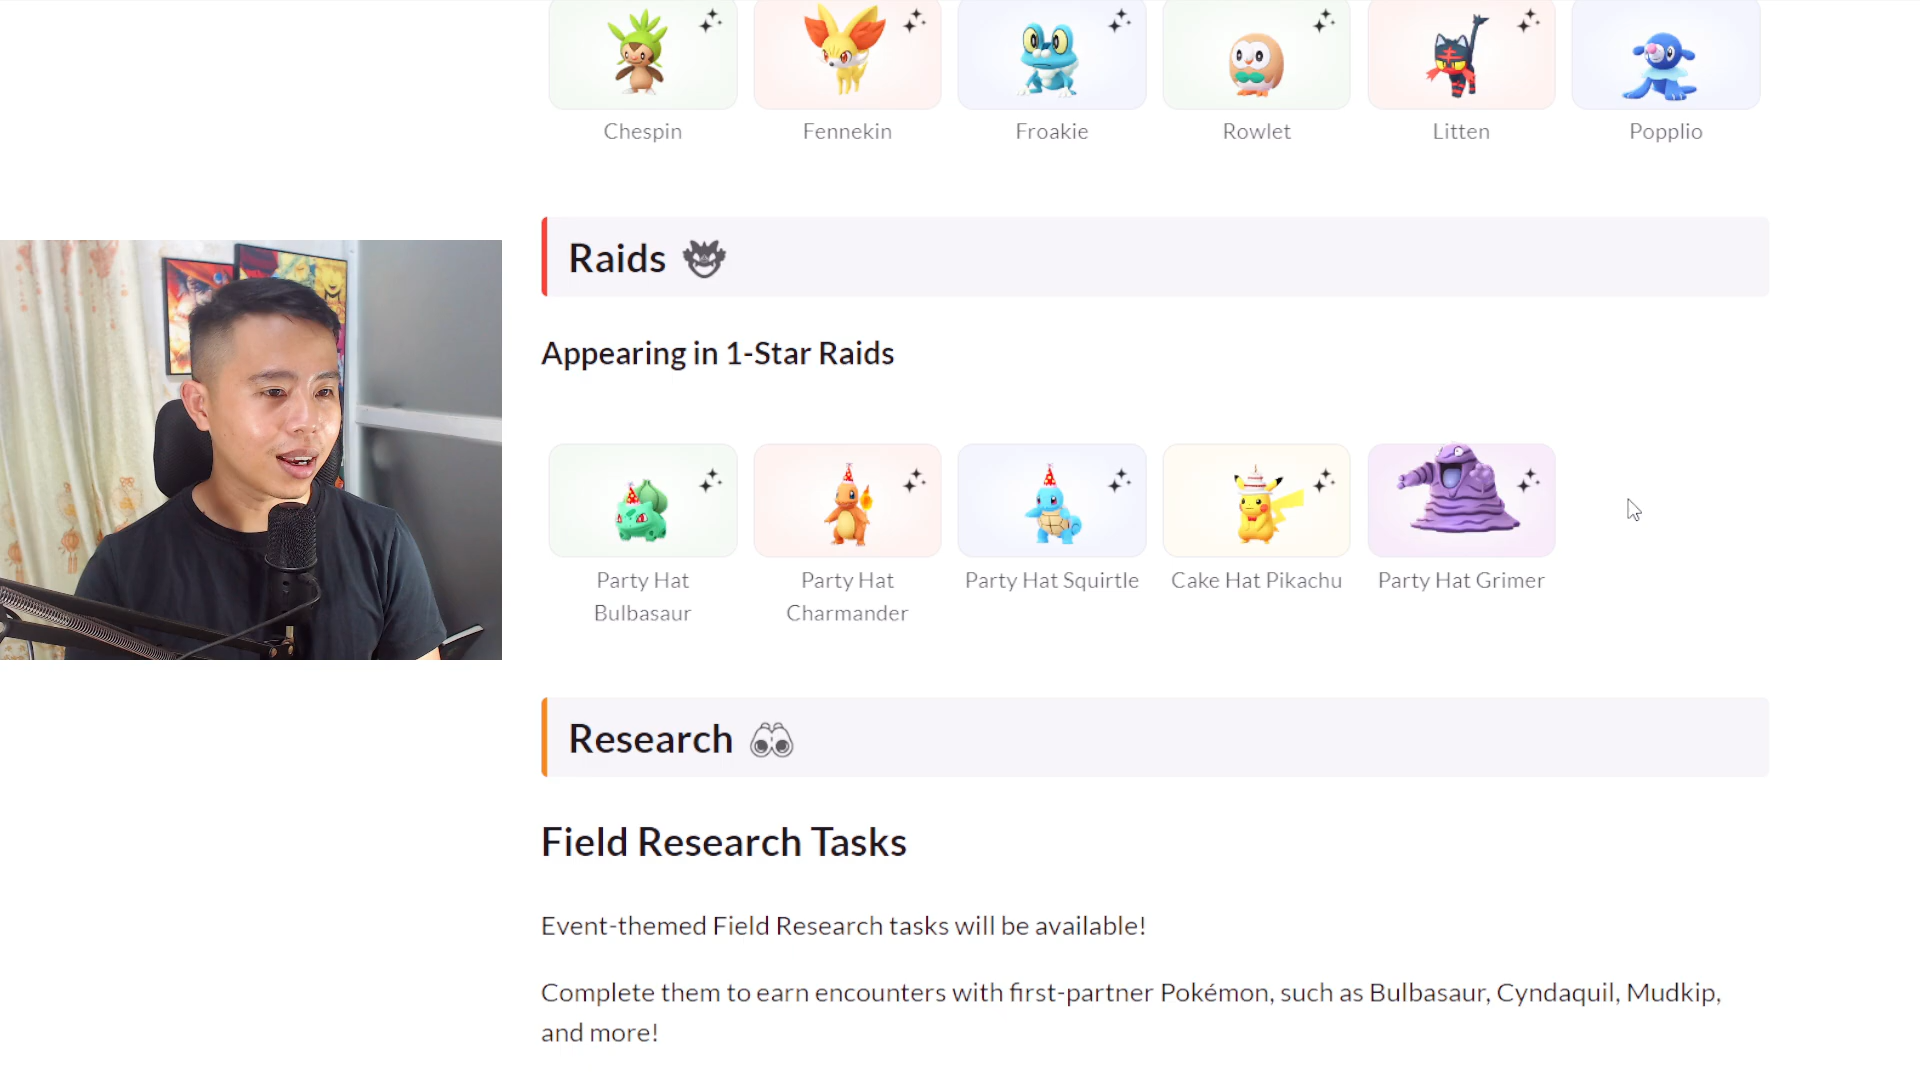 Chespin Fennekin Froakie Rowlet Litten Popplio
Raids
Appearing in 1-Star Raids
Party Hat Bulbasaur
Party Hat Charmander
Party Hat Squirtle
Cake Hat Pikachu
Party Hat Grimer
Research
Field Research Tasks
Event-themed Field Research tasks will be available!
Complete them to earn encounters with first-partner Pokémon, such as Bulbasaur, Cyndaquil, Mudkip,
and more!